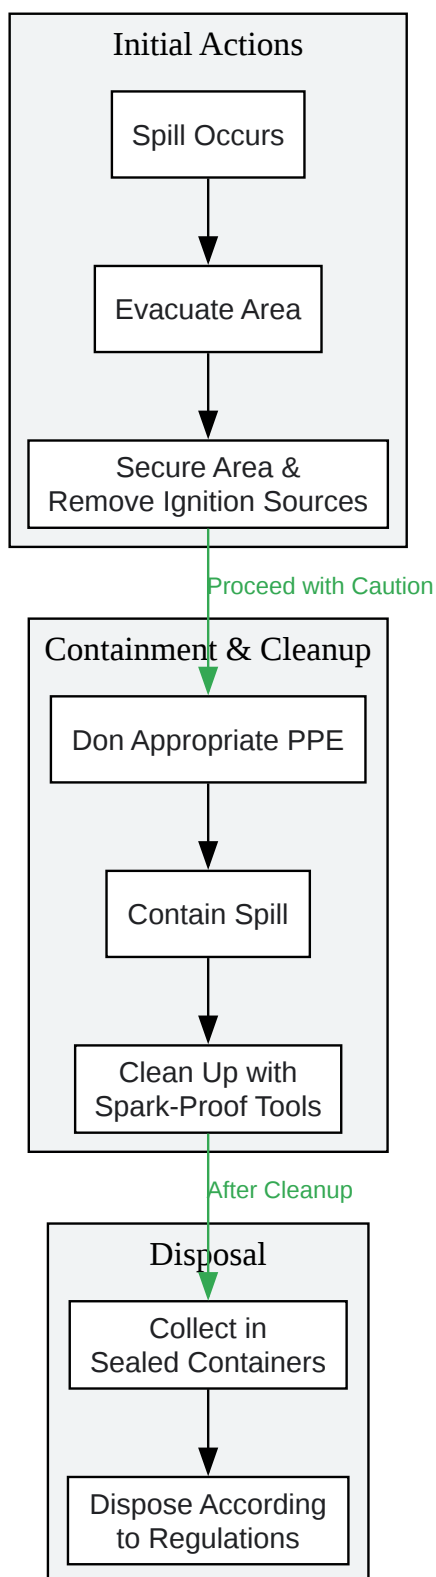 Initial Actions
Spill Occurs
Evacuate Area
Secure Area &
Remove Ignition Sources
Proceed with Caution
Containment & Cleanup
Don Appropriate PPE
Contain Spill
Clean Up with
Spark-Proof Tools
After Cleanup
Disposal
Collect in
Sealed Containers
Dispose According
to Regulations